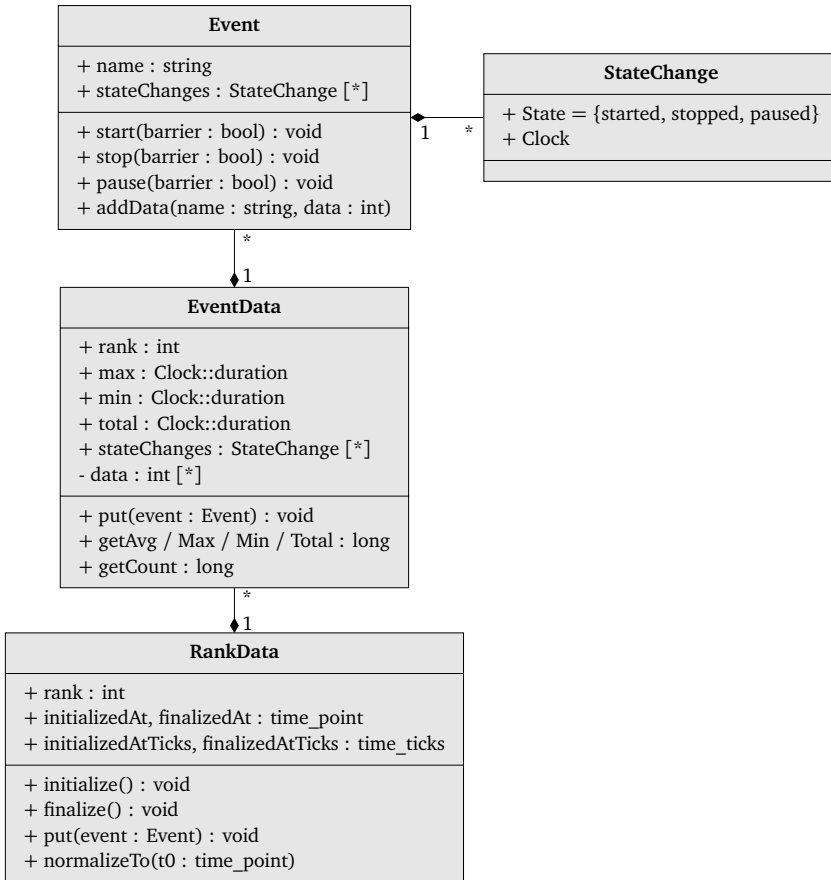 Event
+ name : string
+ stateChanges : StateChange [*]
+ start(barrier : bool) : void
+ stop(barrier : bool) : void
+ pause(barrier : bool) : void
+ addData(name : string, data : int)
1
*
StateChange
+ State = {started, stopped, paused}
+ Clock
*
1
EventData
+ rank : int
+ max : Clock::duration
+ min : Clock::duration
+ total : Clock::duration
+ stateChanges : StateChange [*]
- data : int [*]
+ put(event : Event) : void
+ getAvg / Max / Min / Total : long
+ getCount : long
*
1
RankData
+ rank : int
+ initializedAt, finalizedAt : time_point
+ initializedAtTicks, finalizedAtTicks : time_ticks
+ initialize() : void
+ finalize() : void
+ put(event : Event) : void
+ normalizeTo(t0 : time_point)